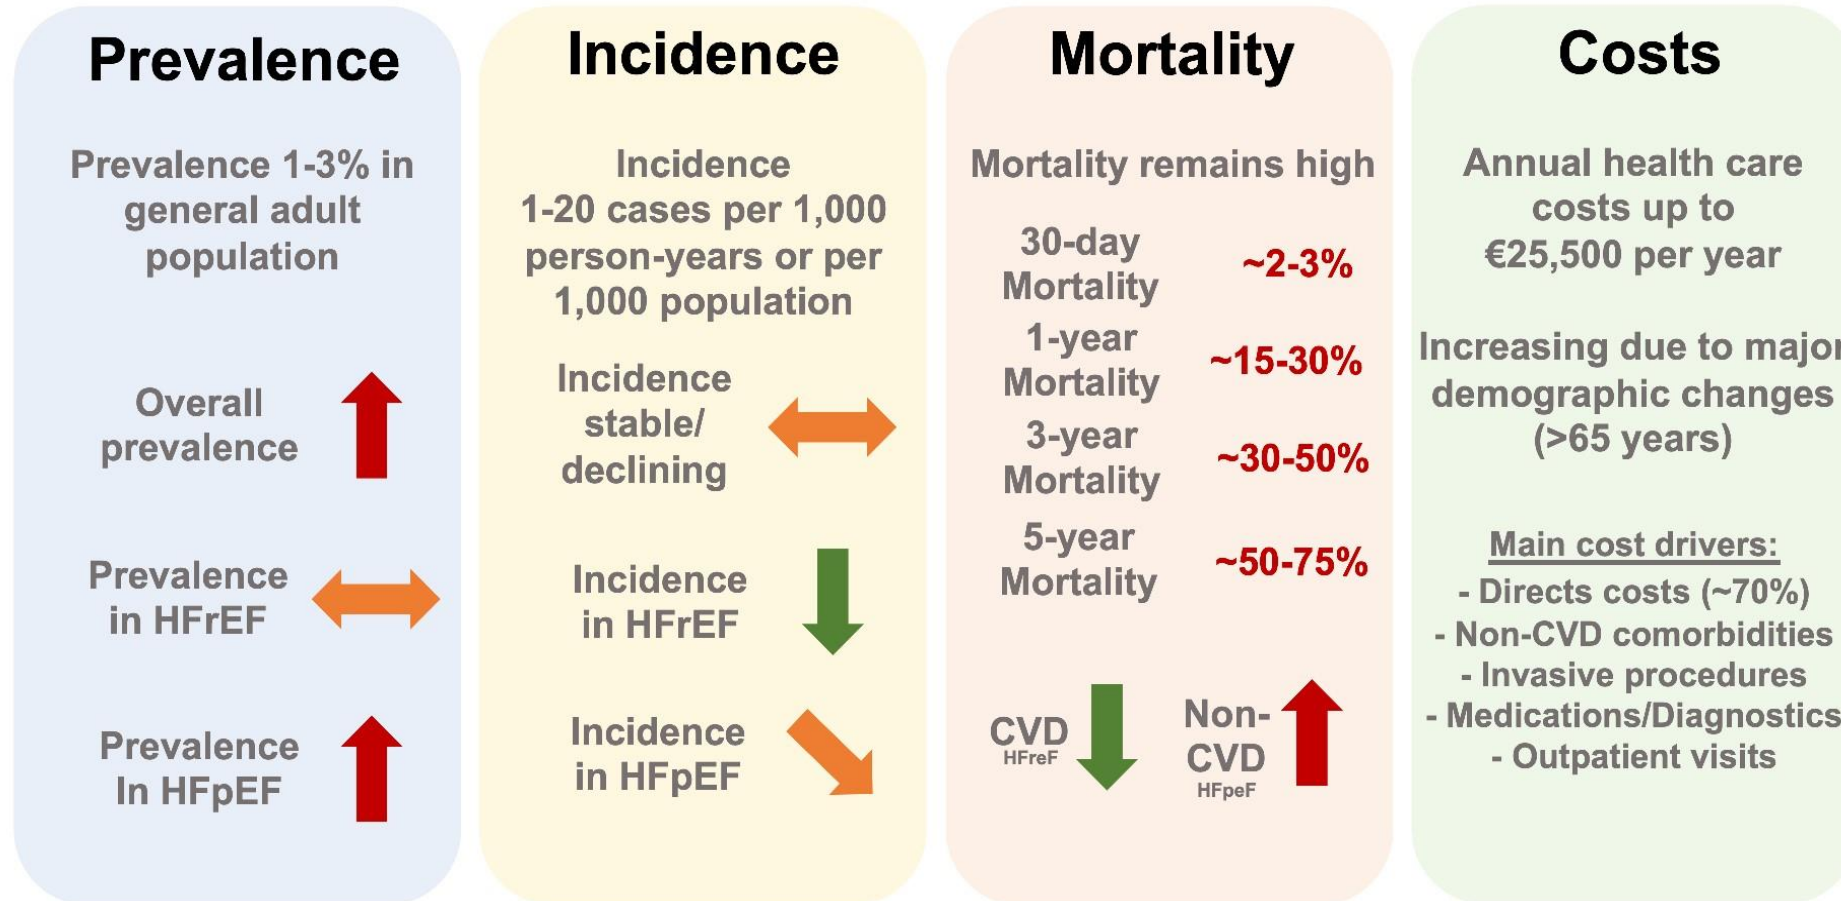 Prevalence
Prevalence 1-3% in
general adult
population
Overall
prevalence
Prevalence
in HFrEF
Prevalence
In HFpEF
Incidence
Incidence
1-20 cases per 1,000
person-years or per
1,000 population
Incidence
stable/
declining
Incidence
in HFrEF
Incidence
in HFpEF
Mortality
Mortality remains high
30-day
Mortality
~2-3%
1-year
Mortality
~15-30%
3-year
Mortality
~30-50%
5-year
Mortality
~50-75%
CVD
HFreF
Non-
CVD
HFpeF
Costs
Annual health care
costs up to
€25,500 per year
Increasing due to major
demographic changes
(>65 years)
Main cost drivers:
- Directs costs (~70%)
- Non-CVD comorbidities
- Invasive procedures
- Medications/Diagnostics
- Outpatient visits